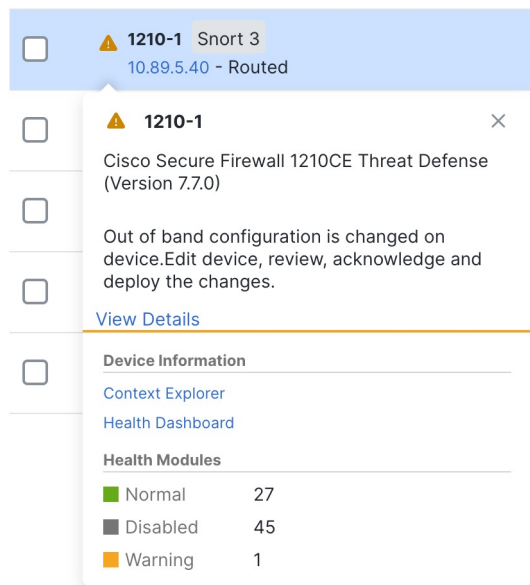 1210-1 Snort 3
10.89.5.40 - Routed
1210-1
Cisco Secure Firewall 1210CE Threat Defense
(Version 7.7.0)
Out of band configuration is changed on
device.Edit device, review, acknowledge and
deploy the changes.
View Details
Device Information
Context Explorer
Health Dashboard
Health Modules
Normal 27
Disabled 45
Warning 1